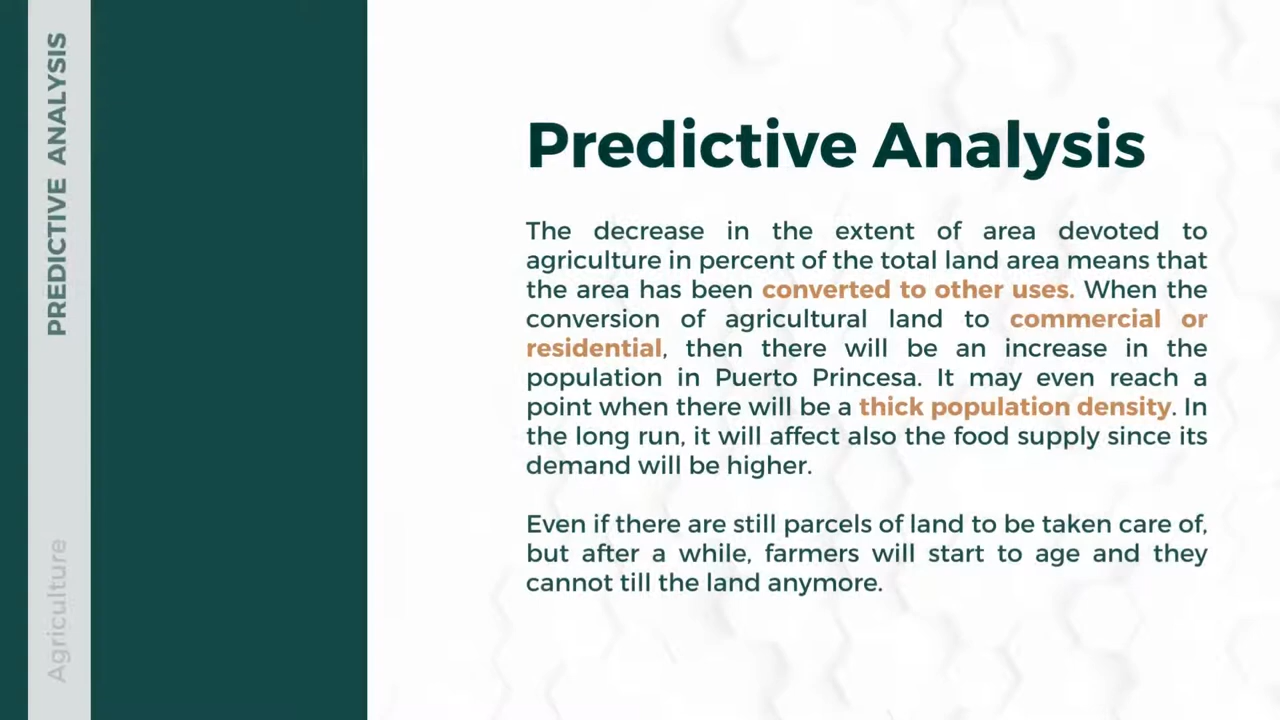 PREDICTIVE ANALYSIS
Agriculture
Predictive Analysis
The decrease in the extent of area devoted to
agriculture in percent of the total land area means that
the area has been converted to other uses. When the
conversion of agricultural land to commercial or
residential, then there will be an increase in the
population in Puerto Princesa. It may even reach a
point when there will be a thick population density. In
the long run, it will affect also the food supply since its
demand will be higher.
Even if there are still parcels of land to be taken care of,
but after a while, farmers will start to age and they
cannot till the land anymore.